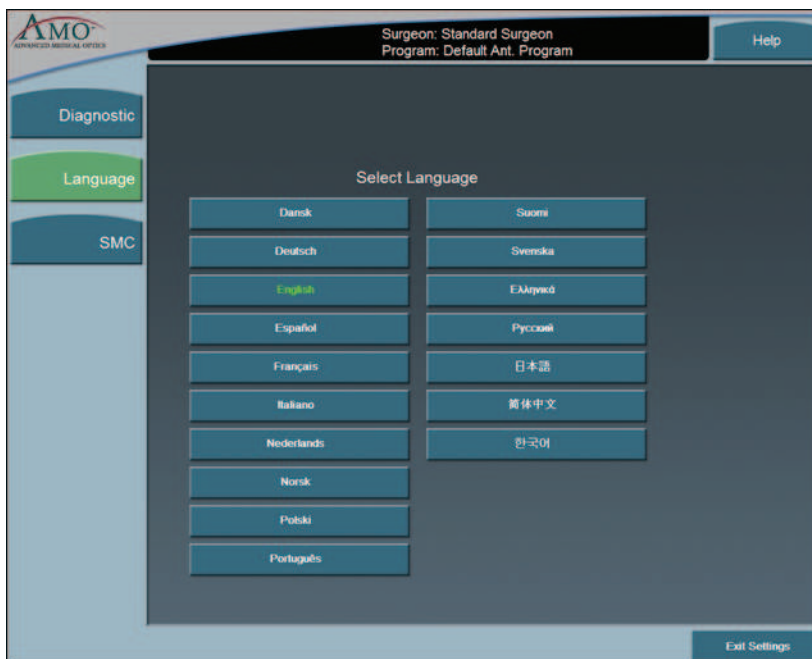 AMO
ADVANCED MEDICAL OPTICS
Surgeon: Standard Surgeon
Program: Default Ant. Program
Help
Diagnostic
Language
SMC
Select Language
Dansk
Deutsch
English
Español
Français
Italiano
Nederlands
Norsk
Polski
Português
Suomi
Svenska
Ελληνικά
Русский
日本語
简体中文
한국어
Exit Settings